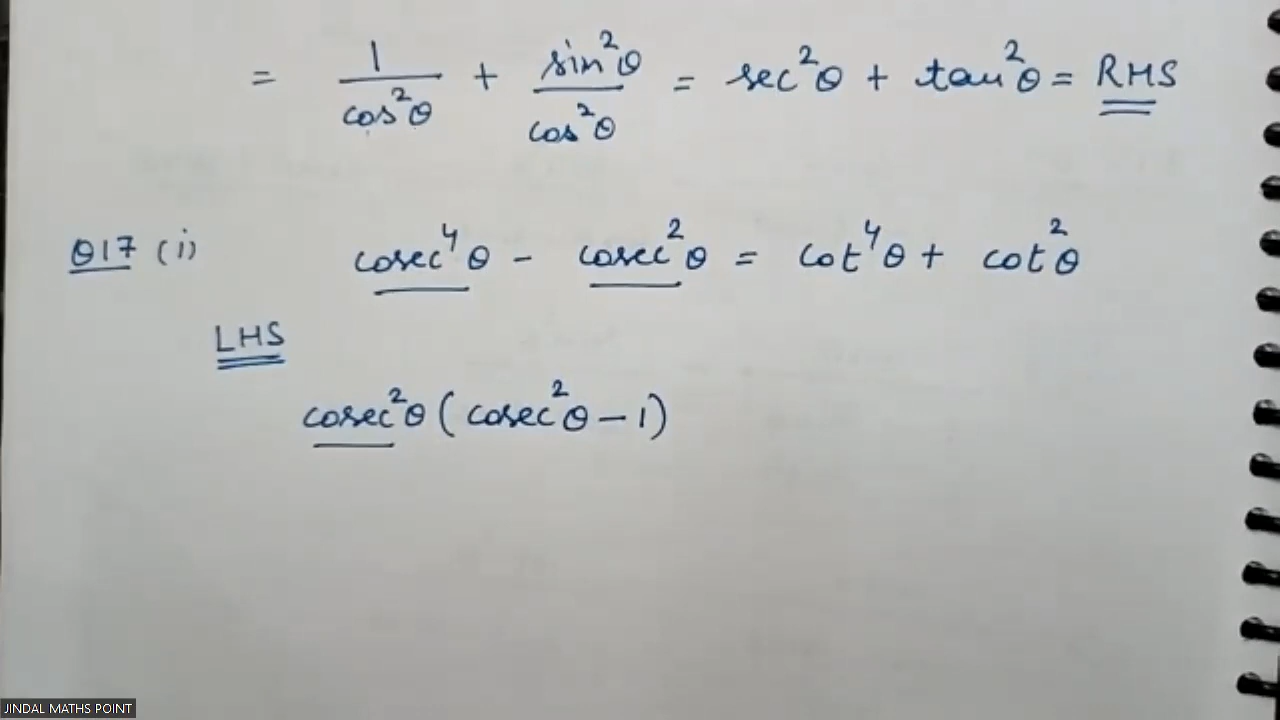 = 1/cos²θ + sin²θ/cos²θ = sec²θ + tan²θ = RHS
Q17 (i) cosec⁴θ - cosec²θ = cot⁴θ + cot²θ
LHS
cosec²θ (cosec²θ - 1)
JINDAL MATHS POINT